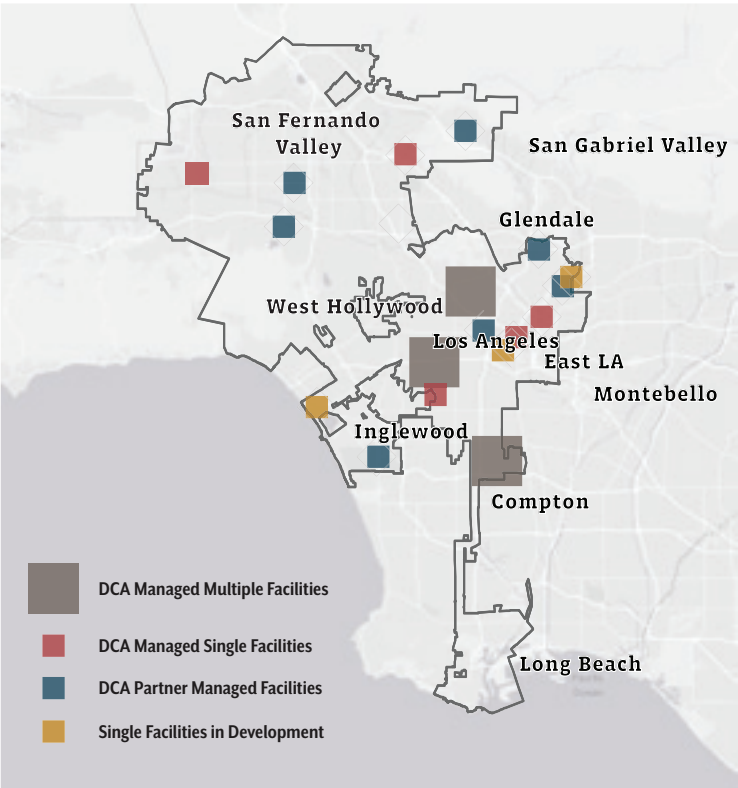 San Fernando
Valley
San Gabriel Valley
Glendale
West Hollywood
Los Angeles
East LA
Montebello
Inglewood
Compton
DCA Managed Multiple Facilities
DCA Managed Single Facilities
Long Beach
DCA Partner Managed Facilities
Single Facilities in Development